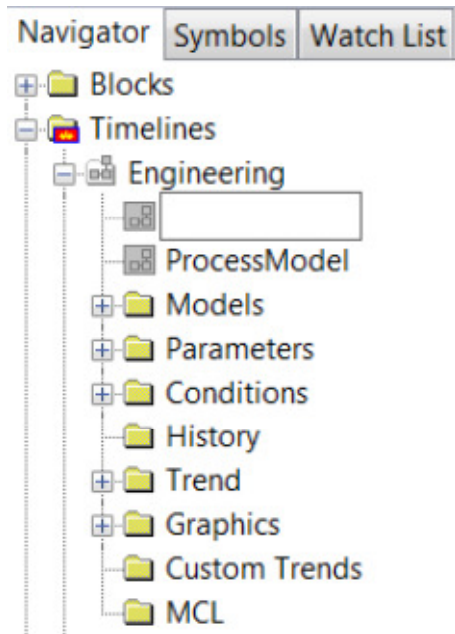 Navigator Symbols Watch List
Blocks
Timelines
Engineering
ProcessModel
Models
Parameters
Conditions
History
Trend
Graphics
Custom Trends
MCL